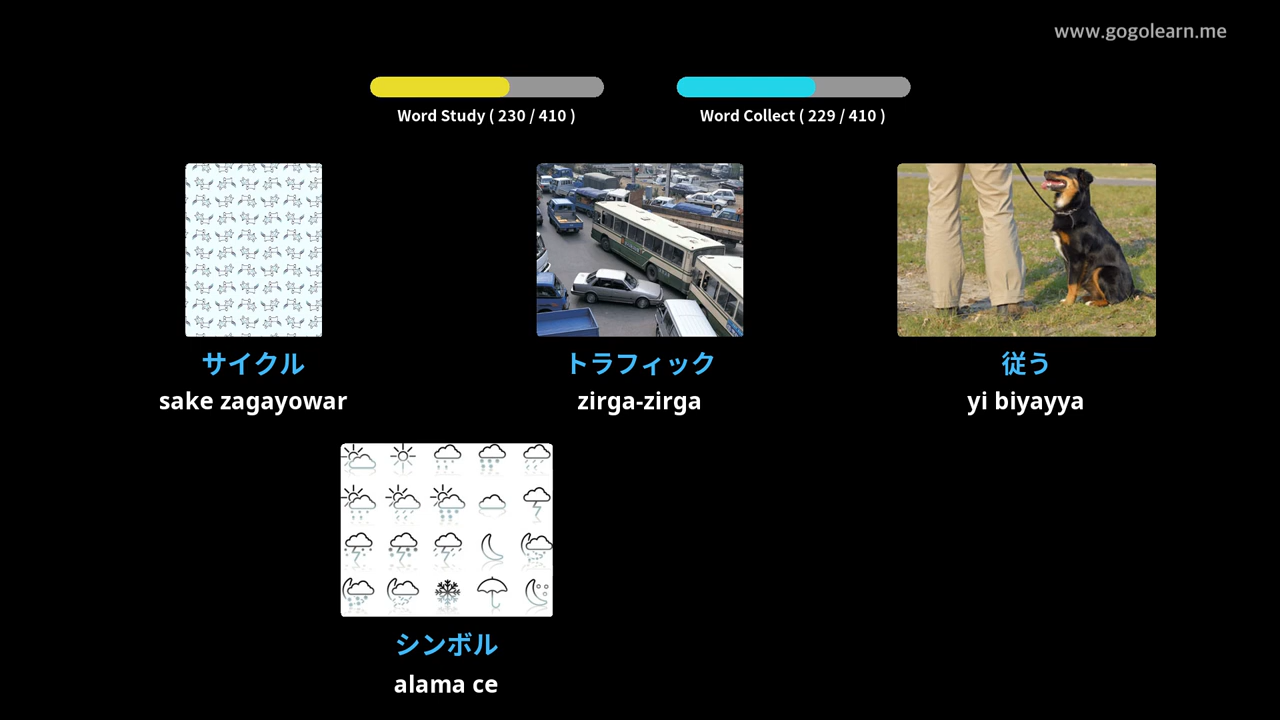 www.gogolearn.me
Word Study ( 230 / 410 )
Word Collect ( 229 / 410 )
サイクル
sake zagayowar
トラフィック
zirga-zirga
従う
yi biyayya
シンボル
alama ce